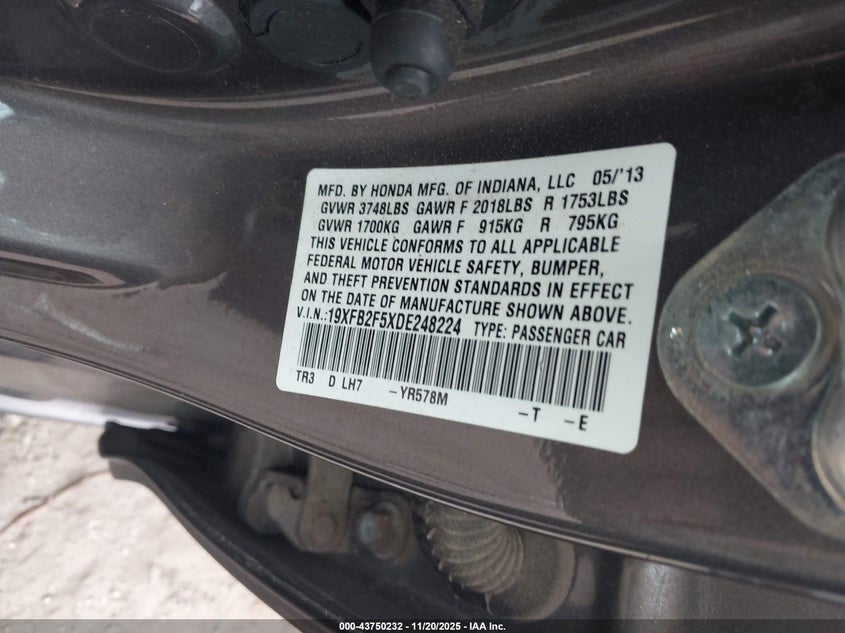 MFD. BY HONDA MFG. OF INDIANA, LLC 05/'13
GVWR 3748LBS GAWR F 2018LBS R 1753LBS
GVWR 1700KG GAWR F 915KG R 795KG
THIS VEHICLE CONFORMS TO ALL APPLICABLE
FEDERAL MOTOR VEHICLE SAFETY, BUMPER,
AND THEFT PREVENTION STANDARDS IN EFFECT
ON THE DATE OF MANUFACTURE SHOWN ABOVE.
V.I.N.:19XFB2F5XDE248224 TYPE: PASSENGER CAR
TR3 D LH7 -YR578M -T -E
000-43750232 - 11/20/2025 - IAA Inc.